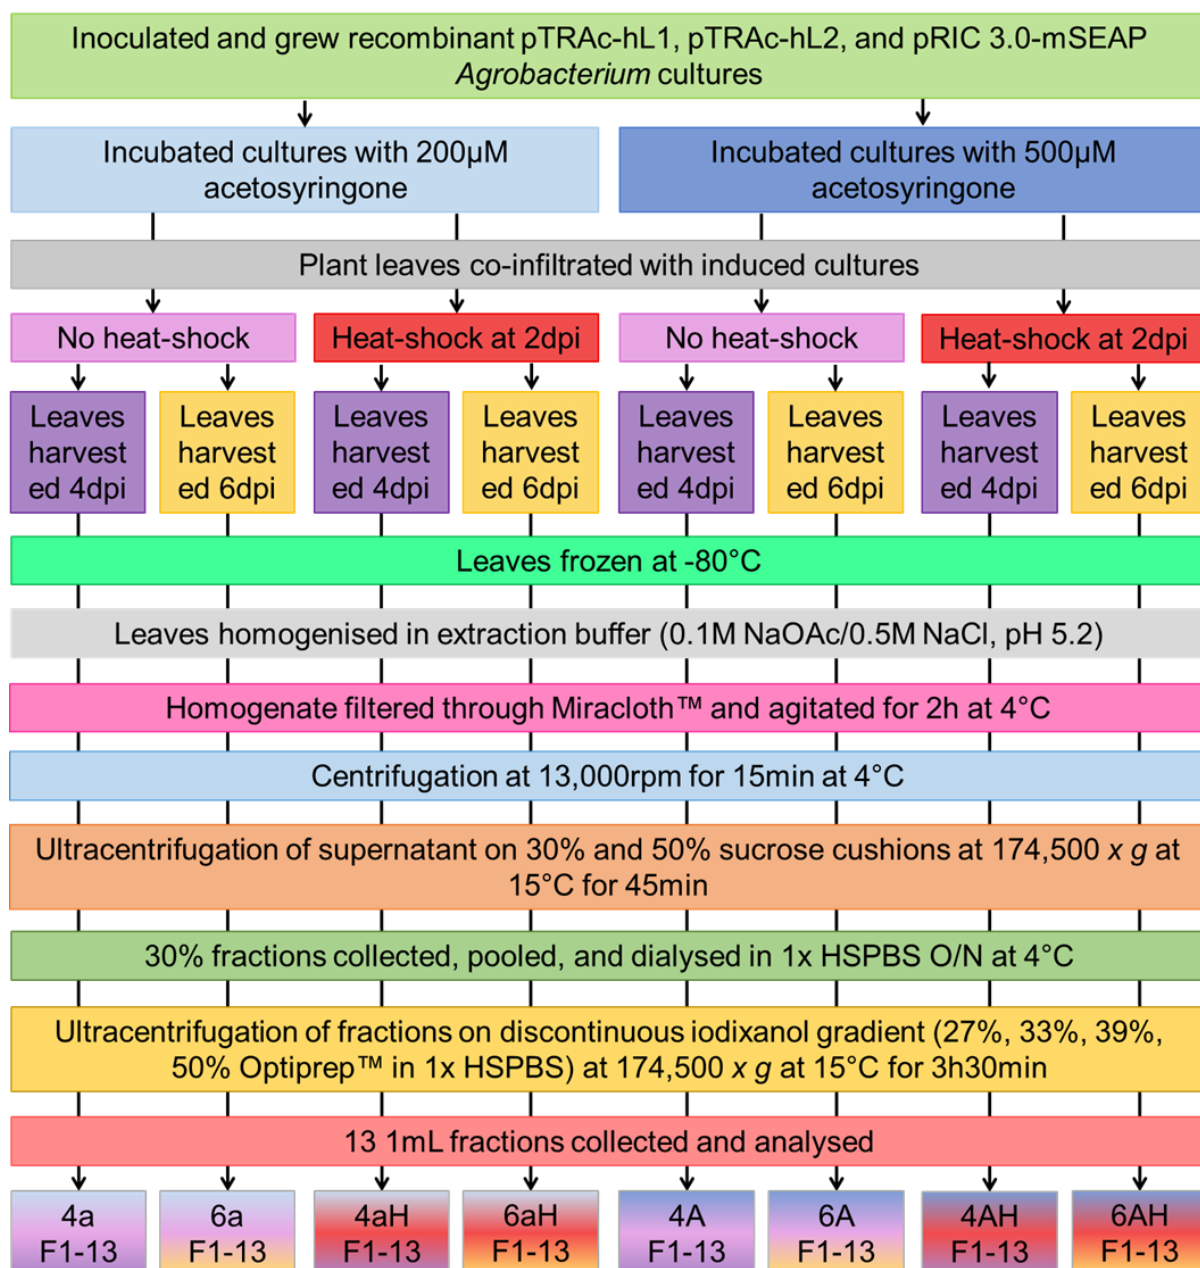 Inoculated and grew recombinant pTRAc-hL1, pTRAc-hL2, and pRIC 3.0-mSEAP
Agrobacterium cultures
Incubated cultures with 200µM
acetosyringone
Incubated cultures with 500µM
acetosyringone
Plant leaves co-infiltrated with induced cultures
No heat-shock
Heat-shock at 2dpi
No heat-shock
Heat-shock at 2dpi
Leaves
harvest
ed 4dpi
Leaves
harvest
ed 6dpi
Leaves
harvest
ed 4dpi
Leaves
harvest
ed 6dpi
Leaves
harvest
ed 4dpi
Leaves
harvest
ed 6dpi
Leaves
harvest
ed 4dpi
Leaves
harvest
ed 6dpi
Leaves frozen at -80°C
Leaves homogenised in extraction buffer (0.1M NaOAc/0.5M NaCl, pH 5.2)
Homogenate filtered through Miracloth™ and agitated for 2h at 4°C
Centrifugation at 13,000rpm for 15min at 4°C
Ultracentrifugation of supernatant on 30% and 50% sucrose cushions at 174,500 x g at
15°C for 45min
30% fractions collected, pooled, and dialysed in 1x HSPBS O/N at 4°C
Ultracentrifugation of fractions on discontinuous iodixanol gradient (27%, 33%, 39%,
50% Optiprep™ in 1x HSPBS) at 174,500 x g at 15°C for 3h30min
13 1mL fractions collected and analysed
4a
F1-13
6a
F1-13
4aH
F1-13
6aH
F1-13
4A
F1-13
6A
F1-13
4AH
F1-13
6AH
F1-13